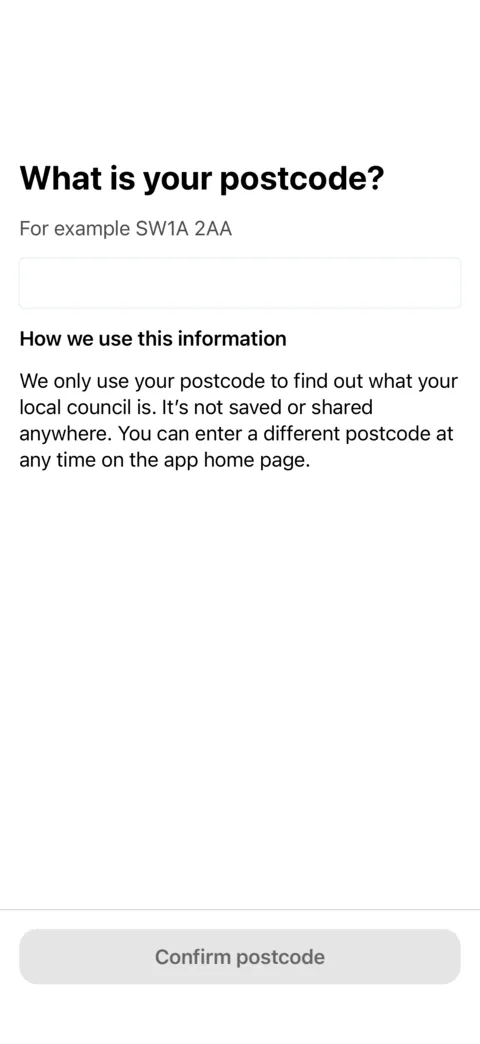 What is your postcode?
For example SW1A 2AA
How we use this information
We only use your postcode to find out what your
local council is. It’s not saved or shared
anywhere. You can enter a different postcode at
any time on the app home page.
Confirm postcode